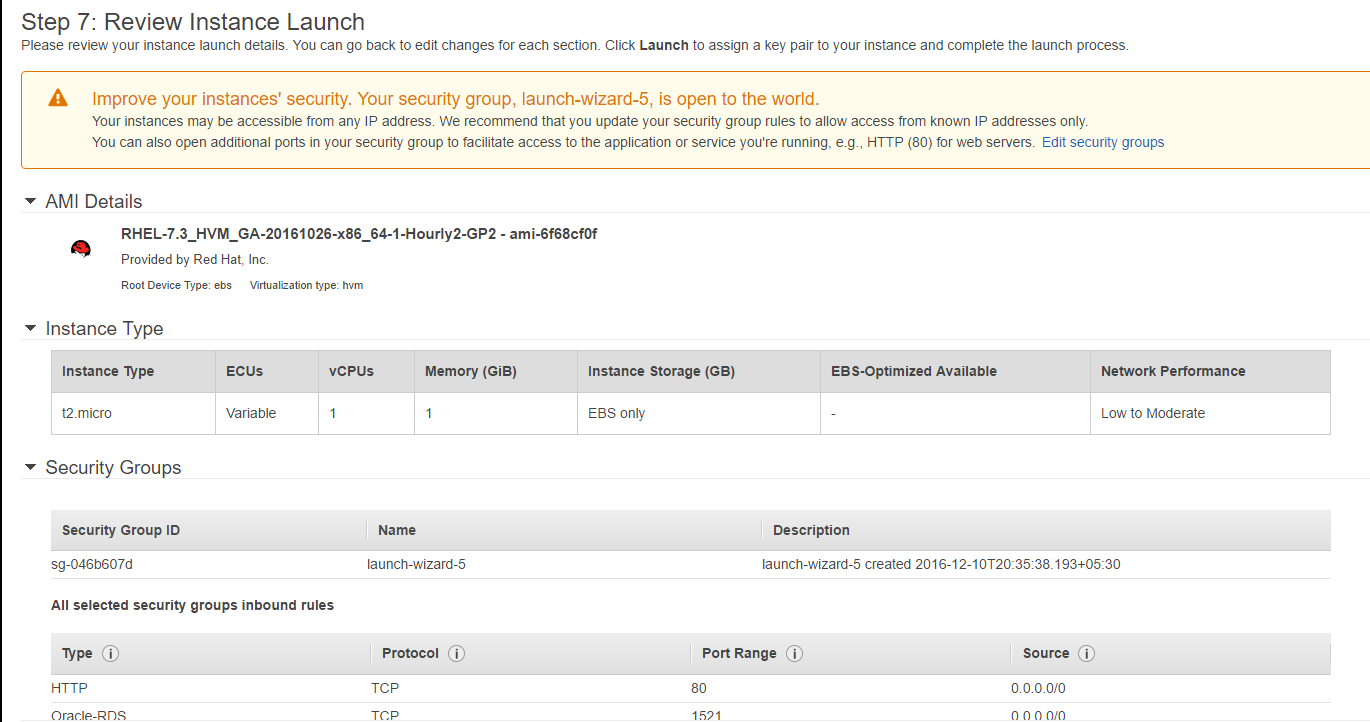 Step 7: Review Instance Launch
Please review your instance launch details. You can go back to edit changes for each section. Click Launch to assign a key pair to your instance and complete the launch process.
Improve your instances' security. Your security group, launch-wizard-5, is open to the world.
Your instances may be accessible from any IP address. We recommend that you update your security group rules to allow access from known IP addresses only.
You can also open additional ports in your security group to facilitate access to the application or service you're running, e.g., HTTP (80) for web servers. Edit security groups
AMI Details
RHEL-7.3_HVM_GA-20161026-x86_64-1-Hourly2-GP2 - ami-6f68cf0f
Provided by Red Hat, Inc.
Root Device Type: ebs Virtualization type: hvm
Instance Type
Instance Type ECUs vCPUs Memory (GiB) Instance Storage (GB) EBS-Optimized Available Network Performance
t2.micro Variable 1 1 EBS only - Low to Moderate
Security Groups
Security Group ID Name Description
sg-046b607d launch-wizard-5 launch-wizard-5 created 2016-12-10T20:35:38.193+05:30
All selected security groups inbound rules
Type Protocol Port Range Source
HTTP TCP 80 0.0.0.0/0
Oracle-RDS TCP 1521 0.0.0.0/0